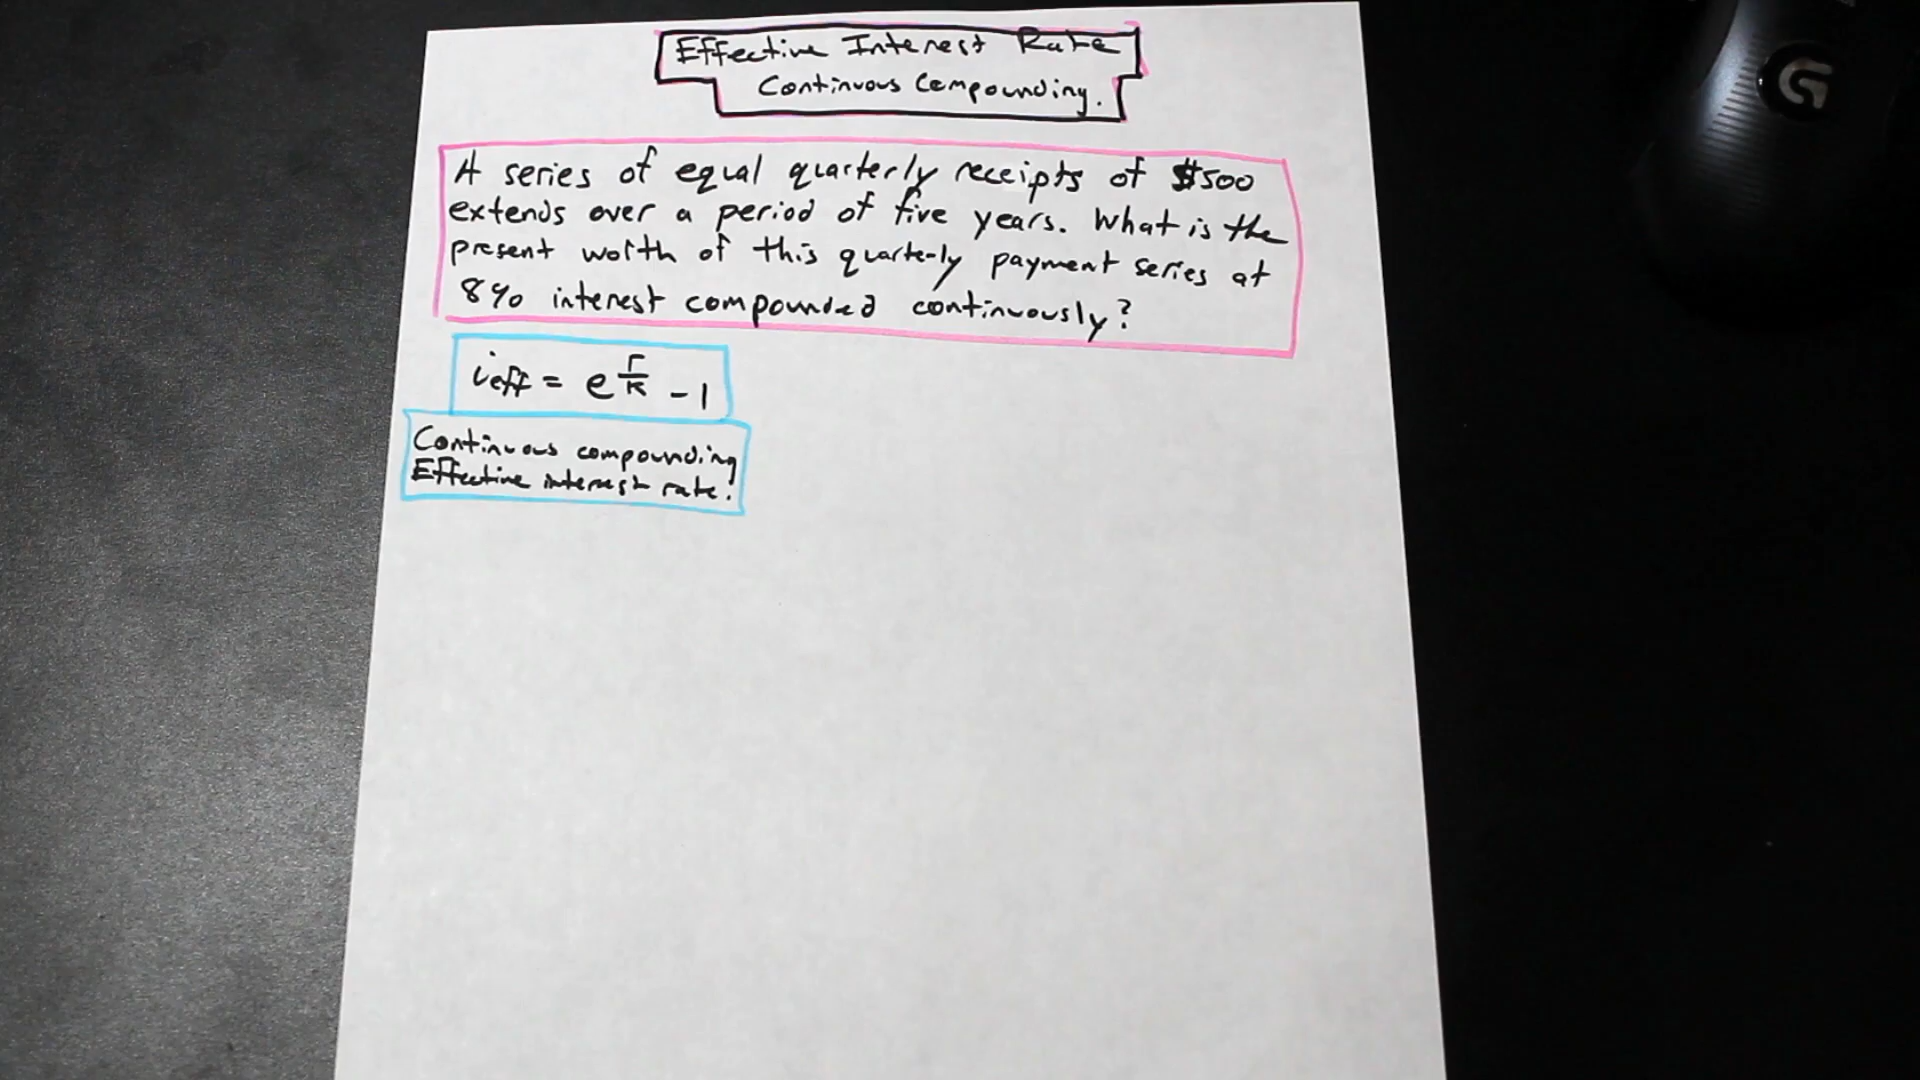 Effective Interest Rate
Continuous Compounding.
A series of equal quarterly receipts of $500
extends over a period of five years. What is the
present worth of this quarterly payment series at
8% interest compounded continuously?
ieff = e^(r/k) - 1
Continuous compounding
Effective interest rate.
G